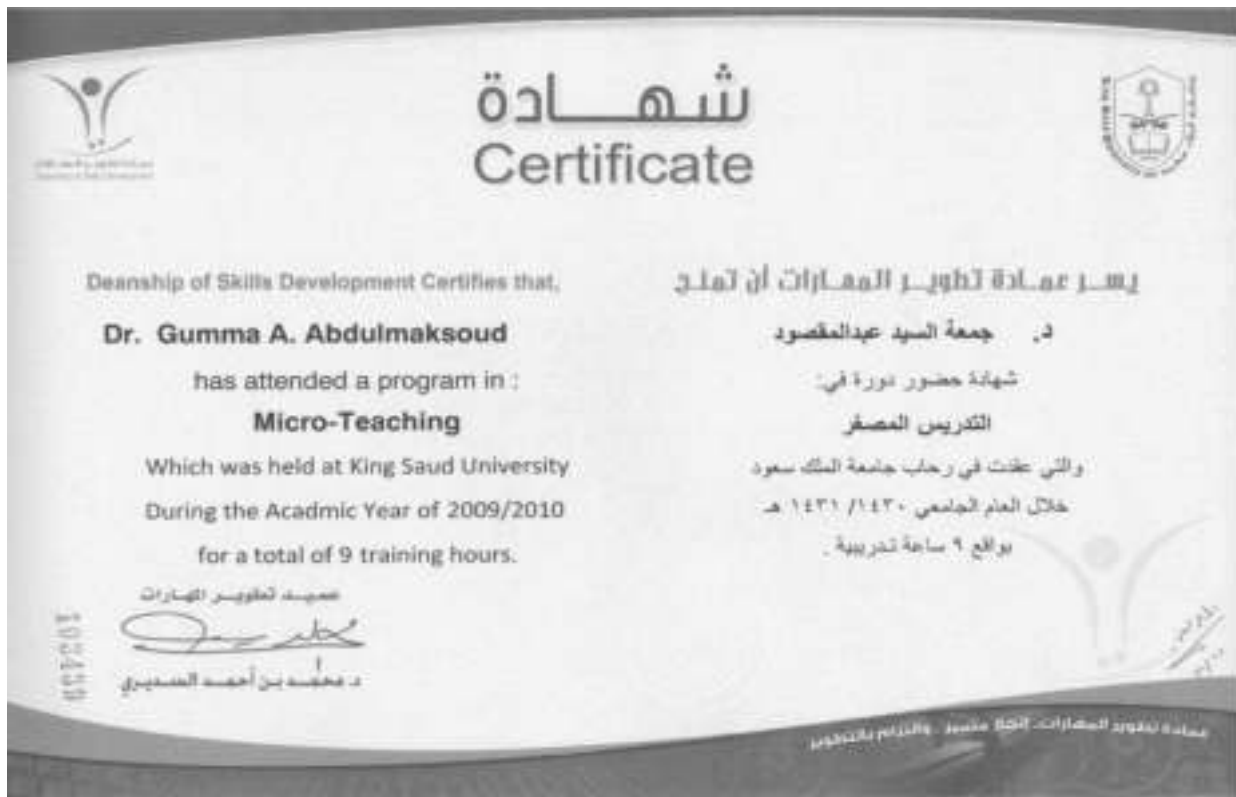 شهادة
Certificate
Deanship of Skills Development Certifies that,
Dr. Gumma A. Abdulmaksoud
has attended a program in :
Micro-Teaching
Which was held at King Saud University
During the Acadmic Year of 2009/2010
for a total of 9 training hours.
يسر عمادة تطوير المهارات أن تمنح
د. جمعة السيد عبدالمقصود
شهادة حضور دورة في:
التدريس المصغر
والتي عقدت في رحاب جامعة الملك سعود
خلال العام الجامعي ١٤٣٠/ ١٤٣١ هـ
بواقع ٩ ساعة تدريبية .
عميد تطوير المهارات
د. محمد بن أحمد السديري
عمادة تطوير المهارات.. والتزام بالتطوير